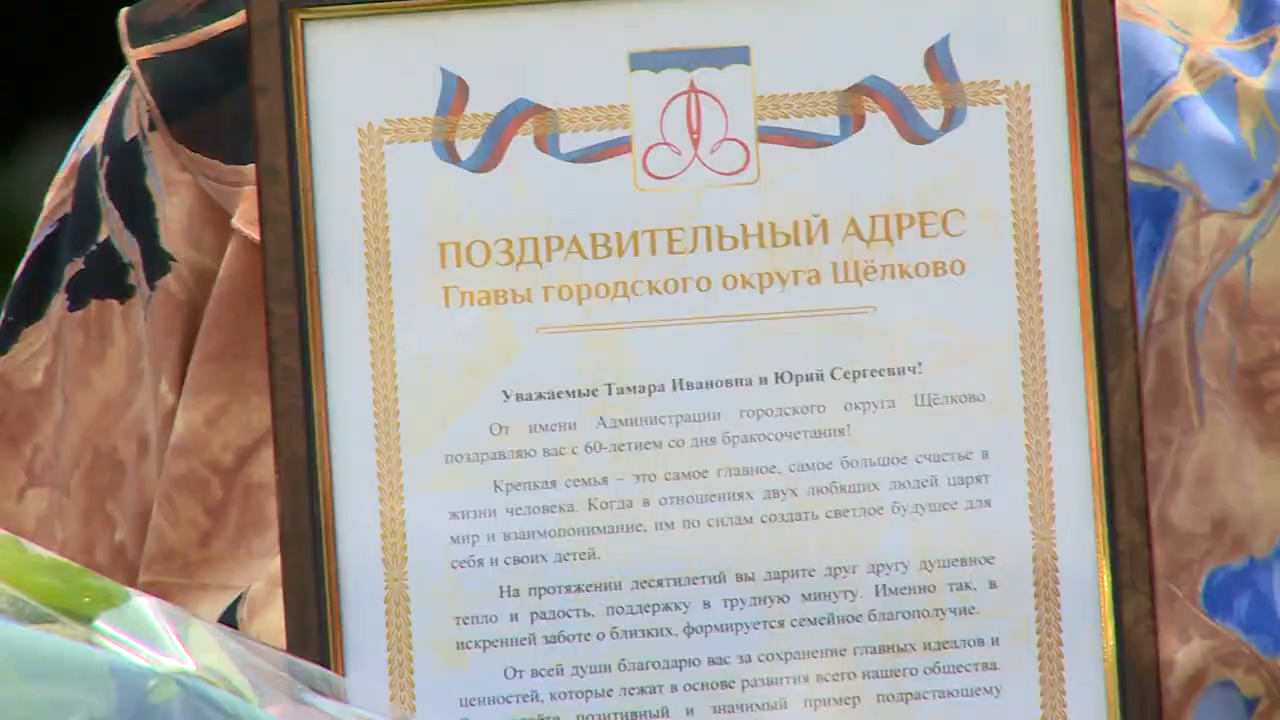 ПОЗДРАВИТЕЛЬНЫЙ АДРЕС
Главы городского округа Щёлково
Уважаемые Тамара Ивановна и Юрий Сергеевич!
От имени Администрации городского округа Щёлково
поздравляю вас с 60-летием со дня бракосочетания!
Крепкая семья – это самое главное, самое большое счастье в
жизни человека. Когда в отношениях двух любящих людей царят
мир и взаимопонимание, им по силам создать светлое будущее для
себя и своих детей.
На протяжении десятилетий вы дарите друг другу душевное
тепло и радость, поддержку в трудную минуту. Именно так, в
искренней заботе о близких, формируется семейное благополучие.
От всей души благодарю вас за сохранение главных идеалов и
ценностей, которые лежат в основе развития всего нашего общества.
позитивный и значимый пример подрастающему